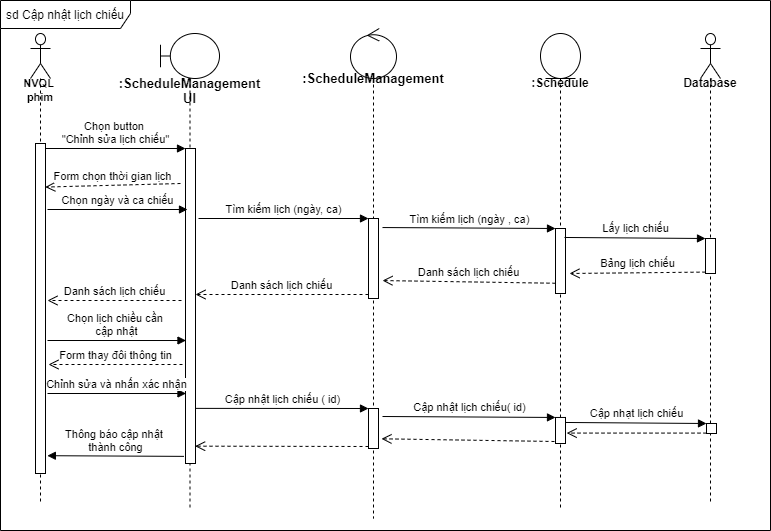 sd Cập nhật lịch chiếu
NVQL
phim
:ScheduleManagement
UI
:ScheduleManagement
:Schedule
Database
Chọn button
"Chỉnh sửa lịch chiếu"
Form chọn thời gian lịch
Chọn ngày và ca chiếu
Tìm kiếm lịch (ngày, ca)
Tìm kiếm lịch (ngày , ca)
Lấy lịch chiếu
Bảng lịch chiếu
Danh sách lịch chiếu
Danh sách lịch chiếu
Danh sách lịch chiếu
Chọn lịch chiều cần
cập nhật
Form thay đổi thông tin
Chỉnh sửa và nhấn xác nhận
Cập nhật lịch chiếu ( id)
Cập nhật lịch chiếu( id)
Cập nhạt lịch chiếu
Thông báo cập nhật
thành công